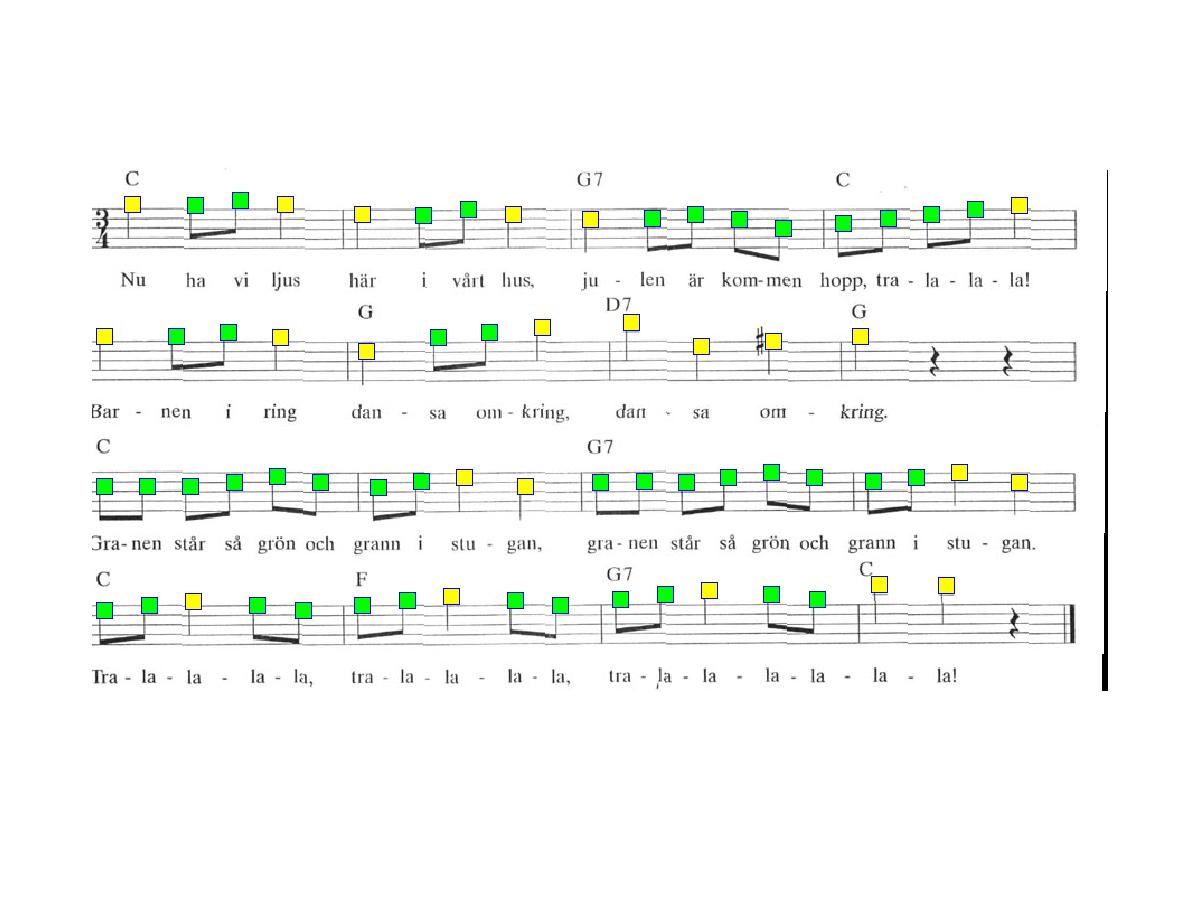 C G7 C
3
4
Nu ha vi ljus här i vårt hus, ju - len är kom-men hopp, tra - la - la - la!
G D7 G
Bar - nen i ring dan - sa om - kring, dan - sa om - kring.
C G7
Gra-nen står så grön och grann i stu - gan, gra-nen står så grön och grann i stu - gan.
C F G7 C
Tra - la - la - la - la, tra - la - la - la - la, tra - la - la - la - la - la - la!